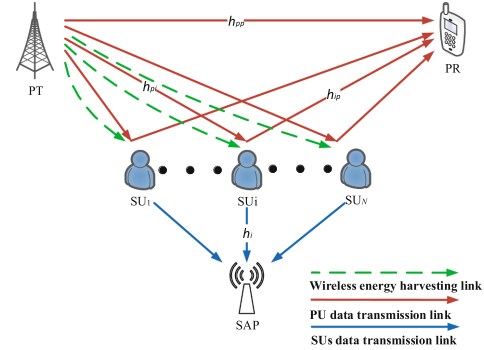 hpp
PT
PR
hpi
hip
SU1
SUi
SUN
hi
SAP
Wireless energy harvesting link
PU data transmission link
SUs data transmission link